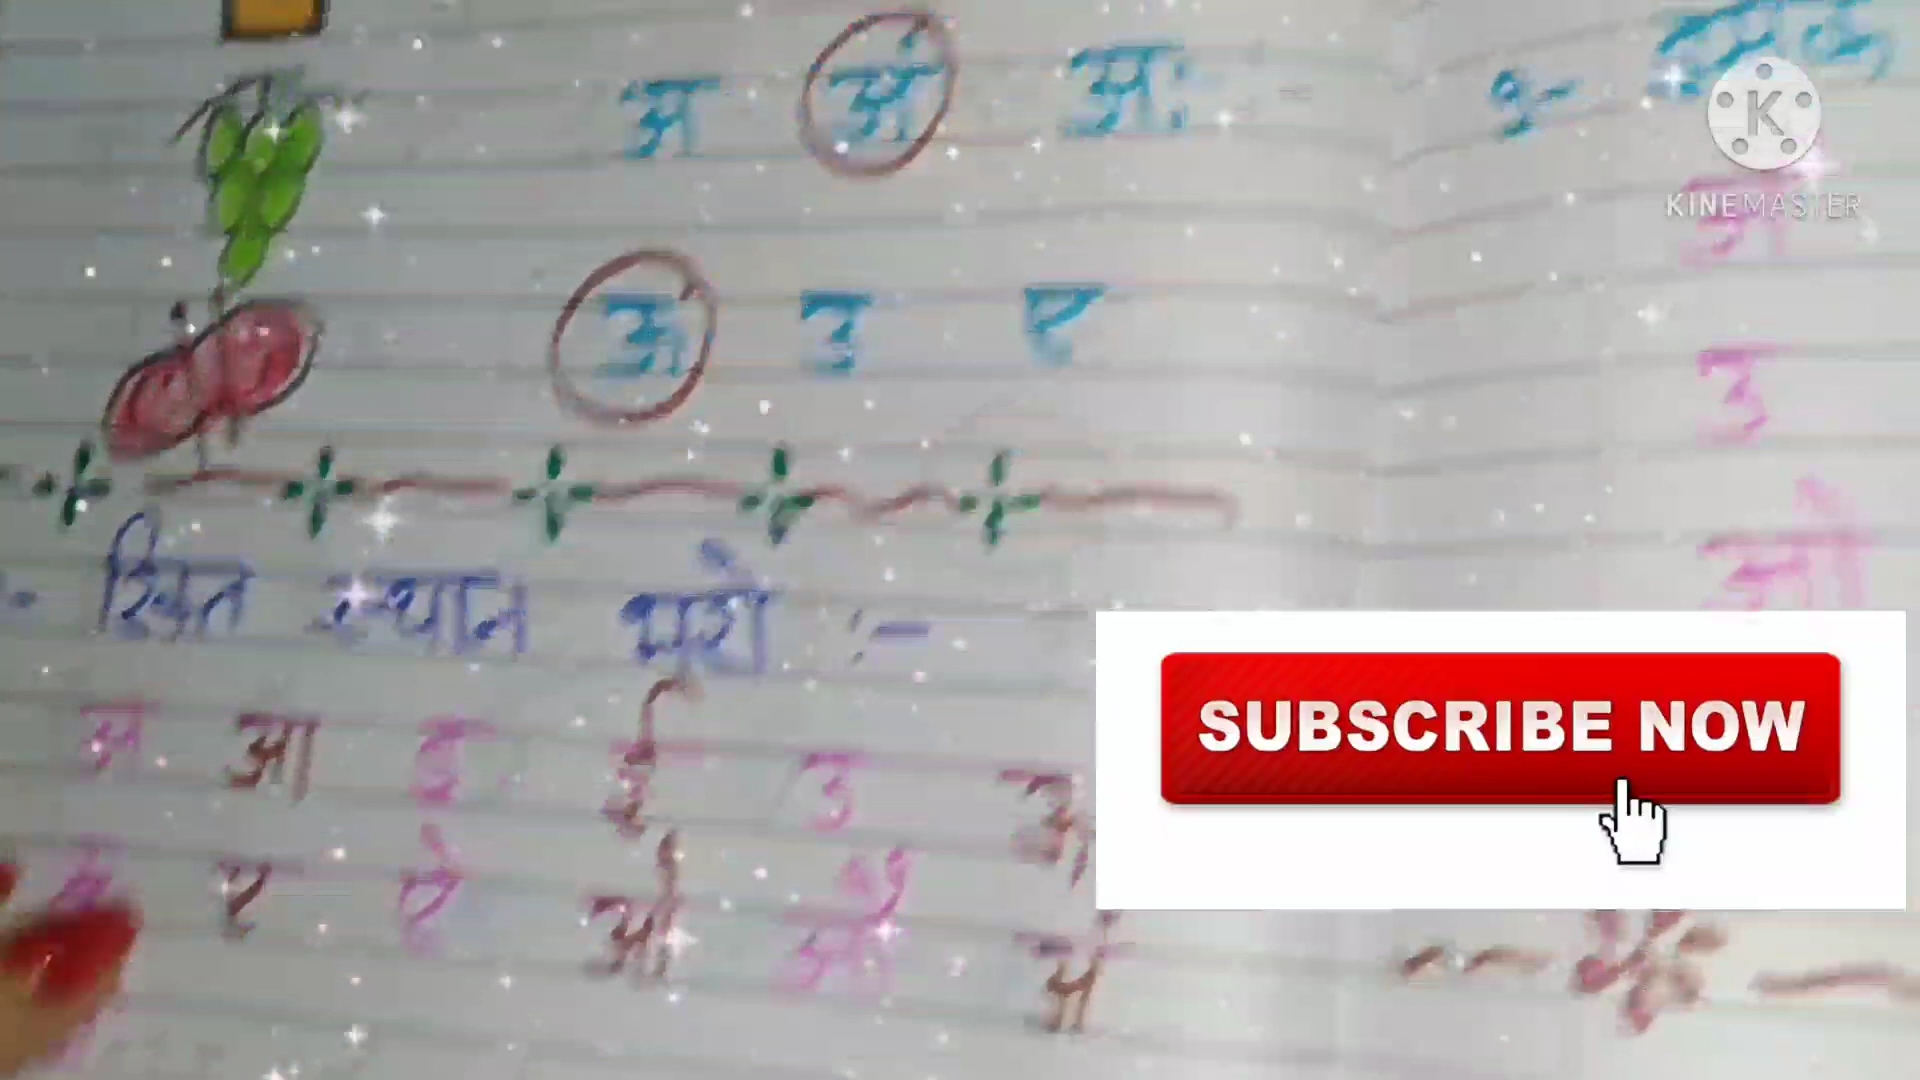 अ अं अः
ऊ उ ए
उ
ओ
रिक्त स्थान भरो :-
अ आ इ ई उ ऊ
ऋ ए ऐ ओ औ अं
KINEMASTER
SUBSCRIBE NOW